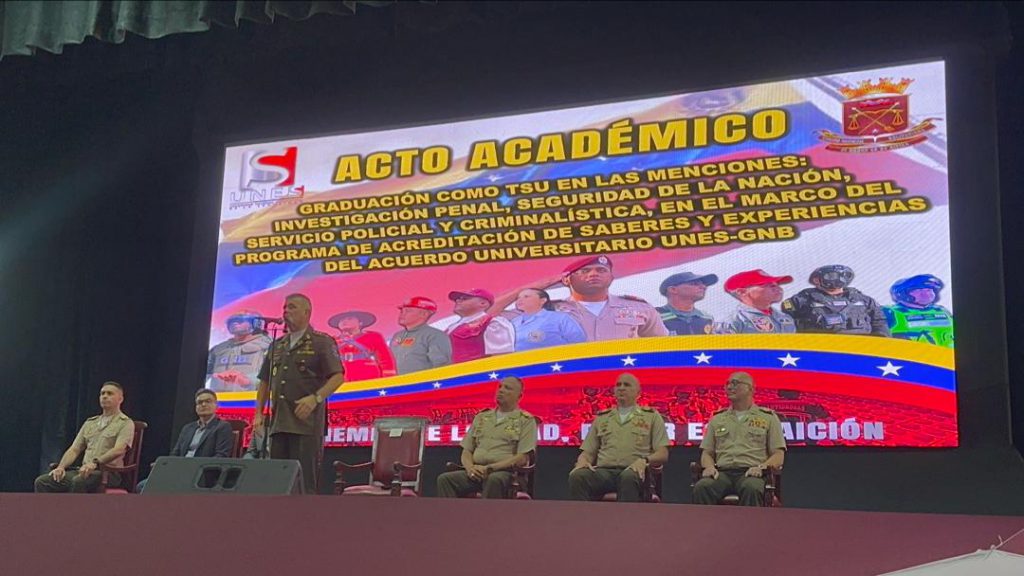 UNES
ACTO ACADÉMICO
GRADUACIÓN COMO TSU EN LAS MENCIONES:
INVESTIGACIÓN PENAL, SEGURIDAD DE LA NACIÓN,
SERVICIO POLICIAL Y CRIMINALÍSTICA, EN EL MARCO DEL
PROGRAMA DE ACREDITACIÓN DE SABERES Y EXPERIENCIAS
DEL ACUERDO UNIVERSITARIO UNES-GNB